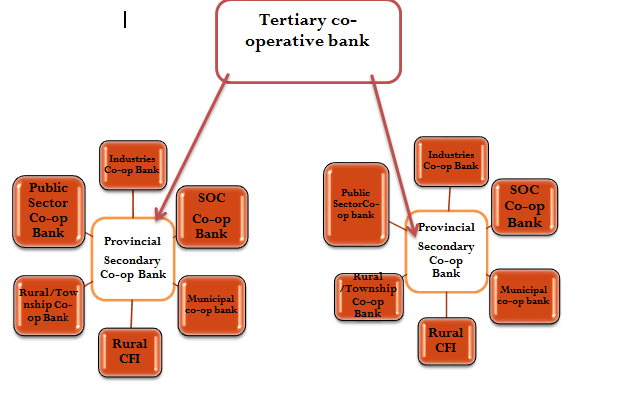 Tertiary co-
operative bank
Industries
Co-op Bank
Public
Sector
Co-op
Bank
SOC
Co-op
Bank
Provincial
Secondary
Co-op Bank
Rural/Tow
nship Co-
op Bank
Municipal
co-op bank
Rural
CFI
Industries
Co-op Bank
Public
SectorCo-
op bank
SOC
Co-op
Bank
Provincial
Secondary
Co-op
Bank
Rural
/Township
Co-op
Bank
Municipal
co-op bank
Rural
CFI